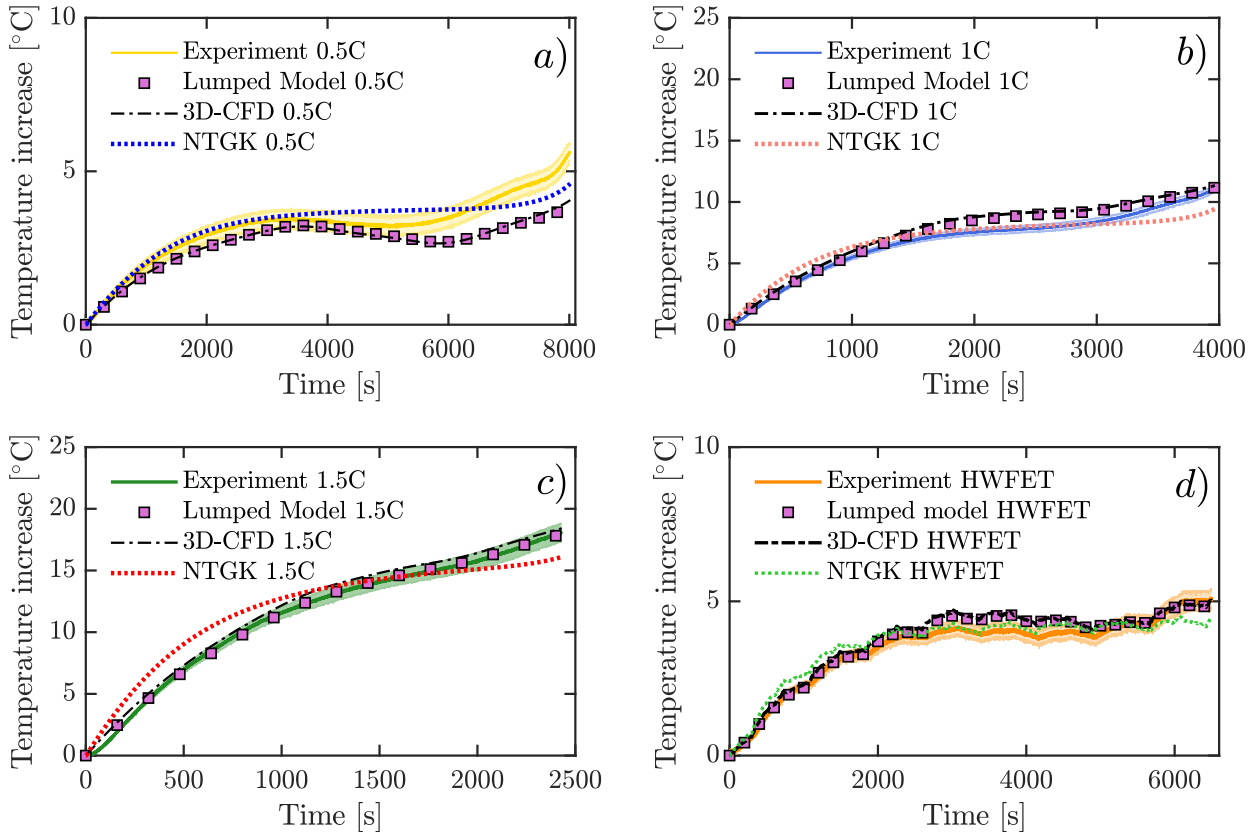 10
5
0
Temperature increase [°C]
Experiment 0.5C
Lumped Model 0.5C
3D-CFD 0.5C
NTGK 0.5C
a)
0 2000 4000 6000 8000
Time [s]
25
20
15
10
5
0
Temperature increase [°C]
Experiment 1C
Lumped Model 1C
3D-CFD 1C
NTGK 1C
b)
0 1000 2000 3000 4000
Time [s]
25
20
15
10
5
0
Temperature increase [°C]
Experiment 1.5C
Lumped Model 1.5C
3D-CFD 1.5C
NTGK 1.5C
c)
0 500 1000 1500 2000 2500
Time [s]
10
5
0
Temperature increase [°C]
Experiment HWFET
Lumped model HWFET
3D-CFD HWFET
NTGK HWFET
d)
0 2000 4000 6000
Time [s]